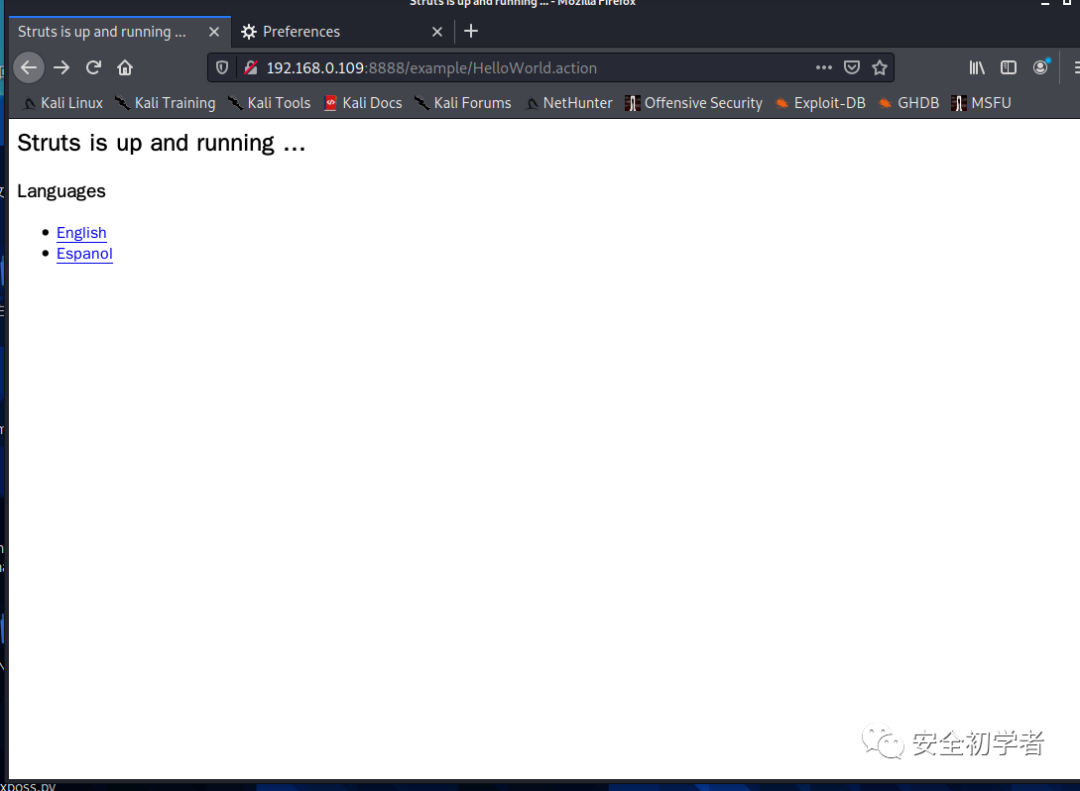 Struts is up and running ... - Mozilla Firefox
Struts is up and running ...
Preferences
192.168.0.109:8888/example/HelloWorld.action
Kali Linux Kali Training Kali Tools Kali Docs Kali Forums NetHunter Offensive Security Exploit-DB GHDB MSFU
Struts is up and running ...
Languages
English
Espanol
安全初学者
xposs.py